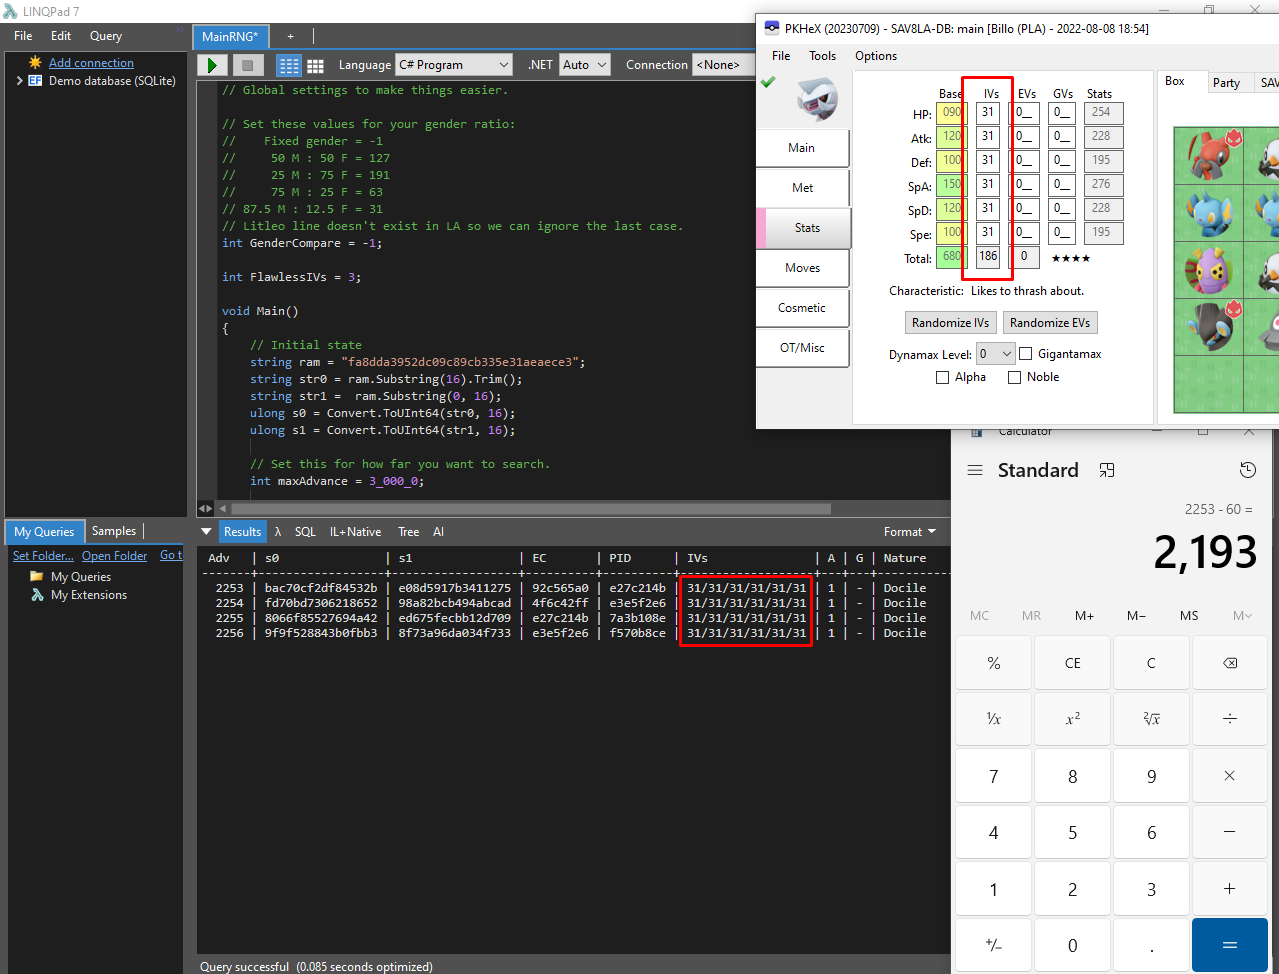 LINQPad 7
File Edit Query
Add connection
Demo database (SQLite)
MainRNG* +
Language C# Program .NET Auto Connection <None>
// Global settings to make things easier.
// Set these values for your gender ratio:
//    Fixed gender = -1
//     50 M : 50 F = 127
//     25 M : 75 F = 191
//     75 M : 25 F = 63
// 87.5 M : 12.5 F = 31
// Litleo line doesn't exist in LA so we can ignore the last case.
int GenderCompare = -1;
int FlawlessIVs = 3;
void Main()
{
    // Initial state
    string ram = "fa8dda3952dc09c89cb335e31aeaece3";
    string str0 = ram.Substring(16).Trim();
    string str1 =  ram.Substring(0, 16);
    ulong s0 = Convert.ToUInt64(str0, 16);
    ulong s1 = Convert.ToUInt64(str1, 16);
    // Set this for how far you want to search.
    int maxAdvance = 3_000_0;
My Queries Samples
Set Folder... Open Folder Go t
My Queries
My Extensions
Results λ SQL IL+Native Tree AI Format
Adv | s0 | s1 | EC | PID | IVs | A | G | Nature
2253 | bac70cf2df84532b | e08d5917b3411275 | 92c565a0 | e27c214b | 31/31/31/31/31/31 | 1 | - | Docile
2254 | fd70bd7306218652 | 98a82bcb494abcad | 4f6c42ff | e3e5f2e6 | 31/31/31/31/31/31 | 1 | - | Docile
2255 | 8066f85527694a42 | ed675fecbb12d709 | e27c214b | 7a3b108e | 31/31/31/31/31/31 | 1 | - | Docile
2256 | 9f9f528843b0fbb3 | 8f73a96da034f733 | e3e5f2e6 | f570b8ce | 31/31/31/31/31/31 | 1 | - | Docile
Query successful (0.085 seconds optimized)
PKHeX (20230709) - SAV8LA-DB: main [Billo (PLA) - 2022-08-08 18:54]
File Tools Options
Main
Met
Stats
Moves
Cosmetic
OT/Misc
Base IVs EVs GVs Stats
HP: 090 31 0__ 0__ 254
Atk: 120 31 0__ 0__ 228
Def: 100 31 0__ 0__ 195
SpA: 150 31 0__ 0__ 276
SpD: 120 31 0__ 0__ 228
Spe: 100 31 0__ 0__ 195
Total: 680 186 0 ★★★★
Characteristic: Likes to thrash about.
Randomize IVs Randomize EVs
Dynamax Level: 0 Gigantamax
Alpha Noble
Box Party SA
Calculator
Standard
2253 - 60 =
2,193
MC MR M+ M− MS M˅
% CE C ⌫
¹/x x² ²√x ÷
7 8 9 ×
4 5 6 −
1 2 3 +
+/− 0 . =